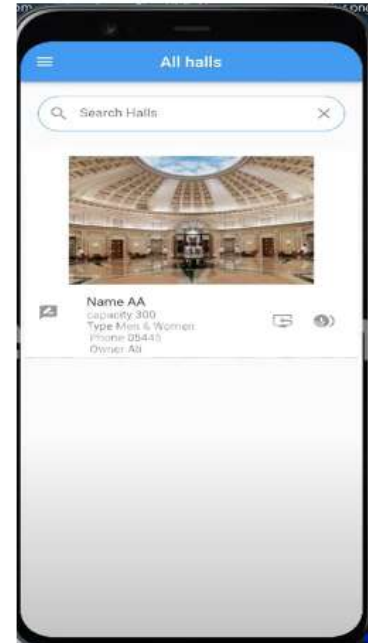 All halls
Search Halls
Name AA
capacity 300
Type Men & Women
Phone 05445
Owner Ali